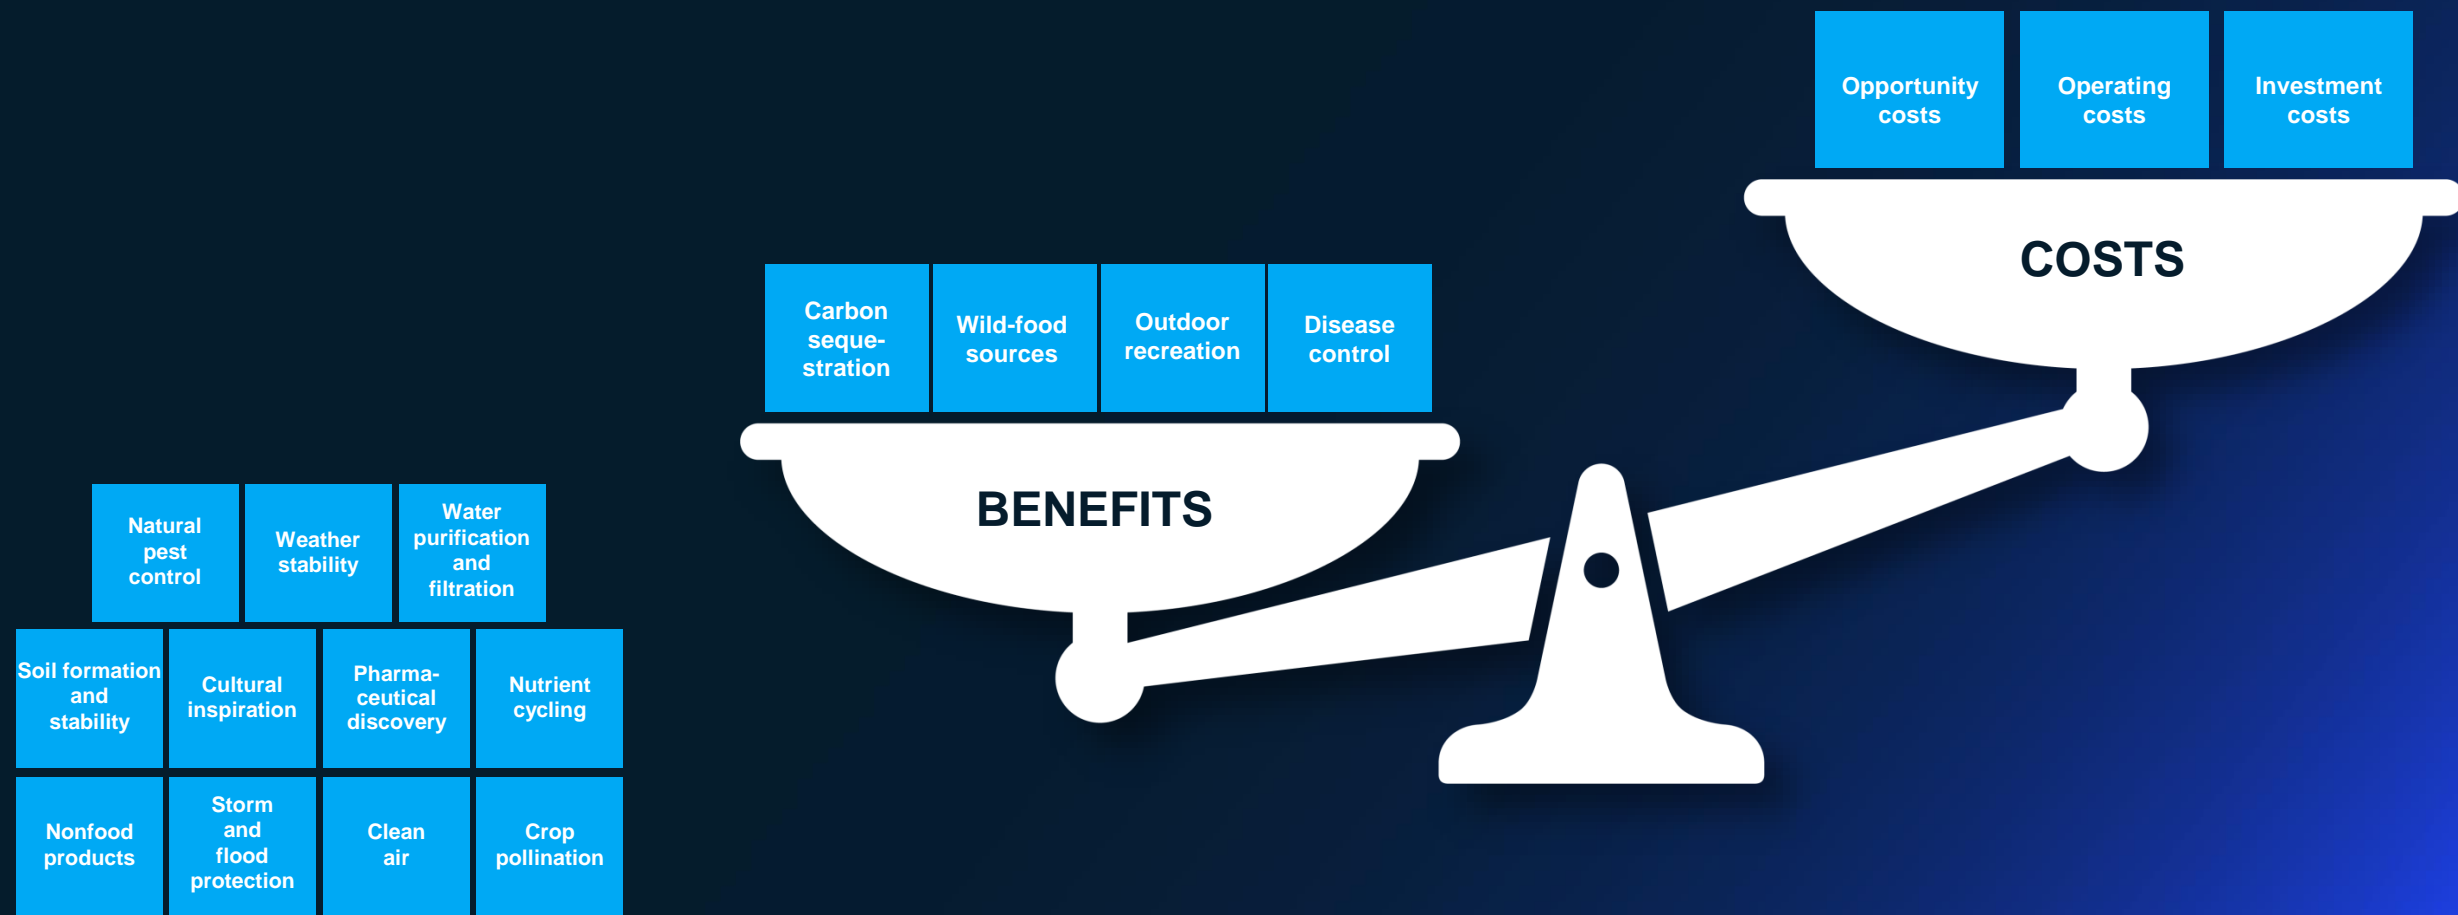 Opportunity
costs
Operating
costs
Investment
costs
COSTS
Carbon
seque-
stration
Wild-food
sources
Outdoor
recreation
Disease
control
BENEFITS
Natural
pest
control
Weather
stability
Water
purification
and
filtration
Soil formation
and
stability
Cultural
inspiration
Pharma-
ceutical
discovery
Nutrient
cycling
Nonfood
products
Storm
and
flood
protection
Clean
air
Crop
pollination